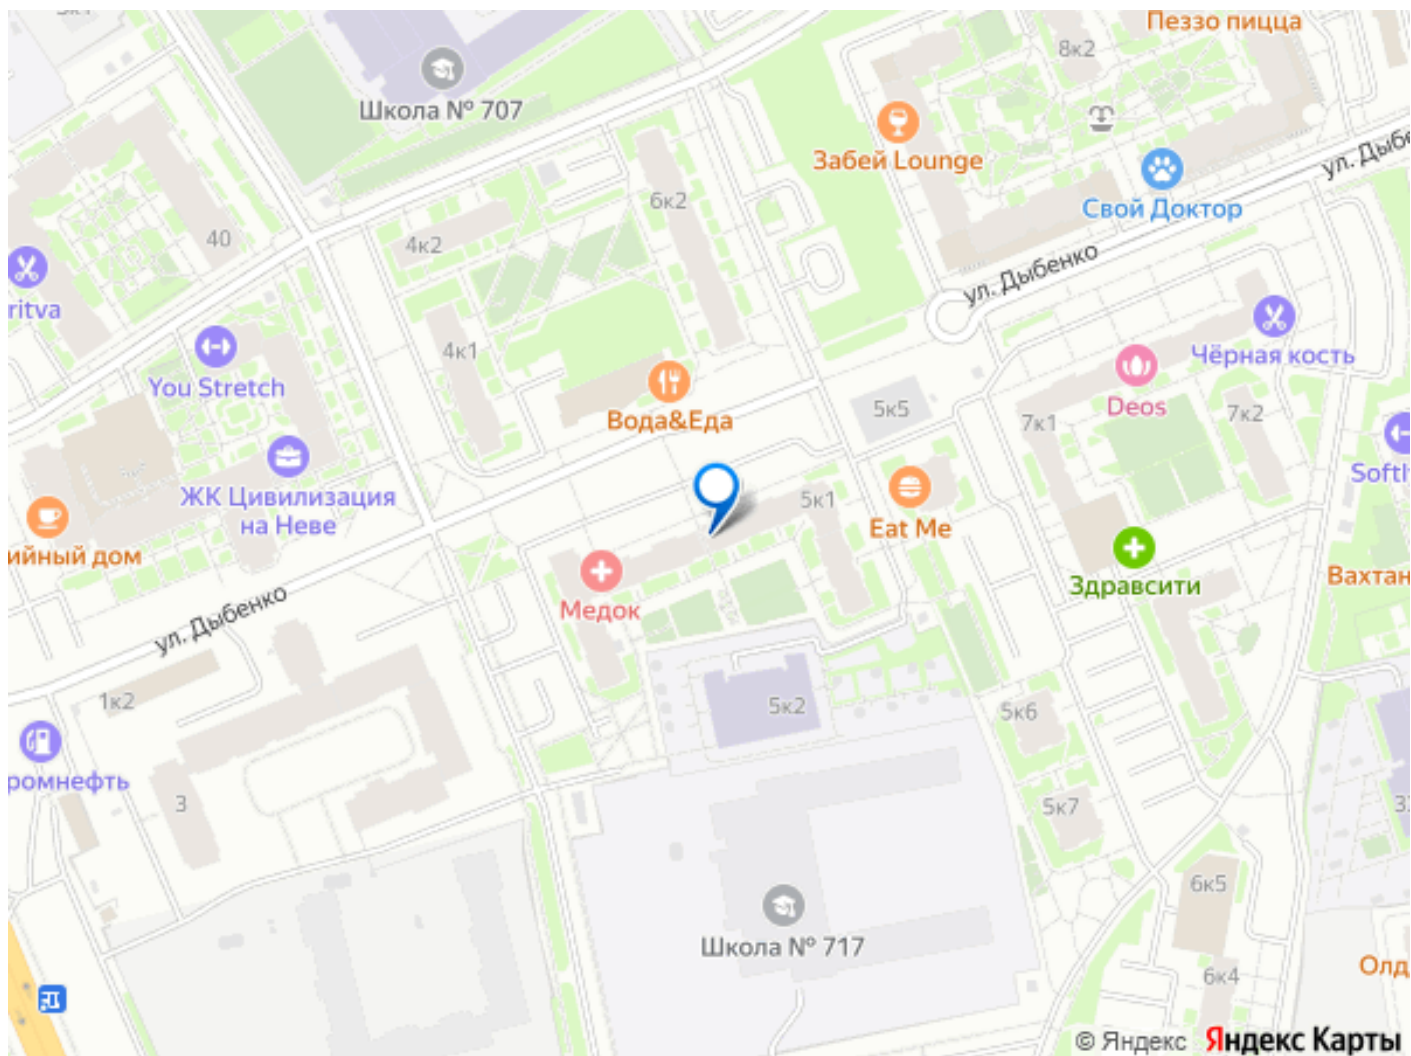 Пеззо пицца
8к2
Школа № 707
Забей Lounge
ул. Дыбе
Свой Доктор
6к2
40
4к2
ул. Дыбенко
ritva
4к1
You Stretch
Чёрная кость
Deos
5к5
7к1
7к2
Вода&Еда
Softl
ЖК Цивилизация
на Неве
5к1
Eat Me
ийный дом
Медок
Здравсити
Вахтан
ул. Дыбенко
1к2
5к2
5к6
ромнефть
3
5к7
6к5
Школа № 717
6к4
Олд
© Яндекс Яндекс Карты